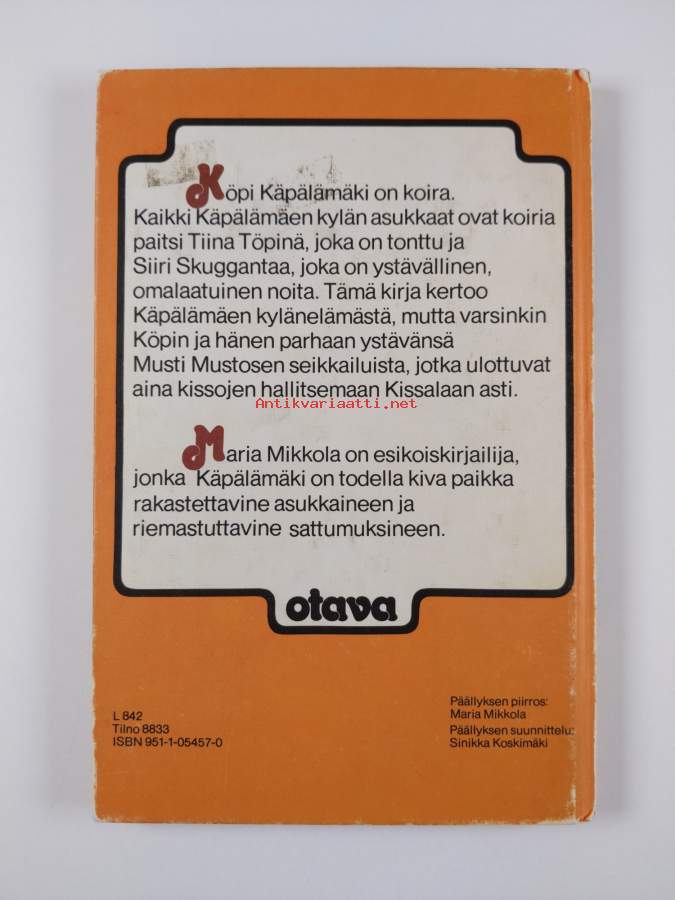 Köpi Käpälämäki on koira.
Kaikki Käpälämäen kylän asukkaat ovat koiria
paitsi Tiina Töpinä, joka on tonttu ja
Siiri Skuggantaa, joka on ystävällinen,
omalaatuinen noita. Tämä kirja kertoo
Käpälämäen kylänelämästä, mutta varsinkin
Köpin ja hänen parhaan ystävänsä
Musti Mustosen seikkailuista, jotka ulottuvat
aina kissojen hallitsemaan Kissalaan asti.
Antikvariaatti.net
Maria Mikkola on esikoiskirjailija,
jonka Käpälämäki on todella kiva paikka
rakastettavine asukkaineen ja
riemastuttavine sattumuksineen.
otava
L 842
Tilno 8833
ISBN 951-1-05457-0
Päällyksen piirros:
Maria Mikkola
Päällyksen suunnittelu:
Sinikka Koskimäki